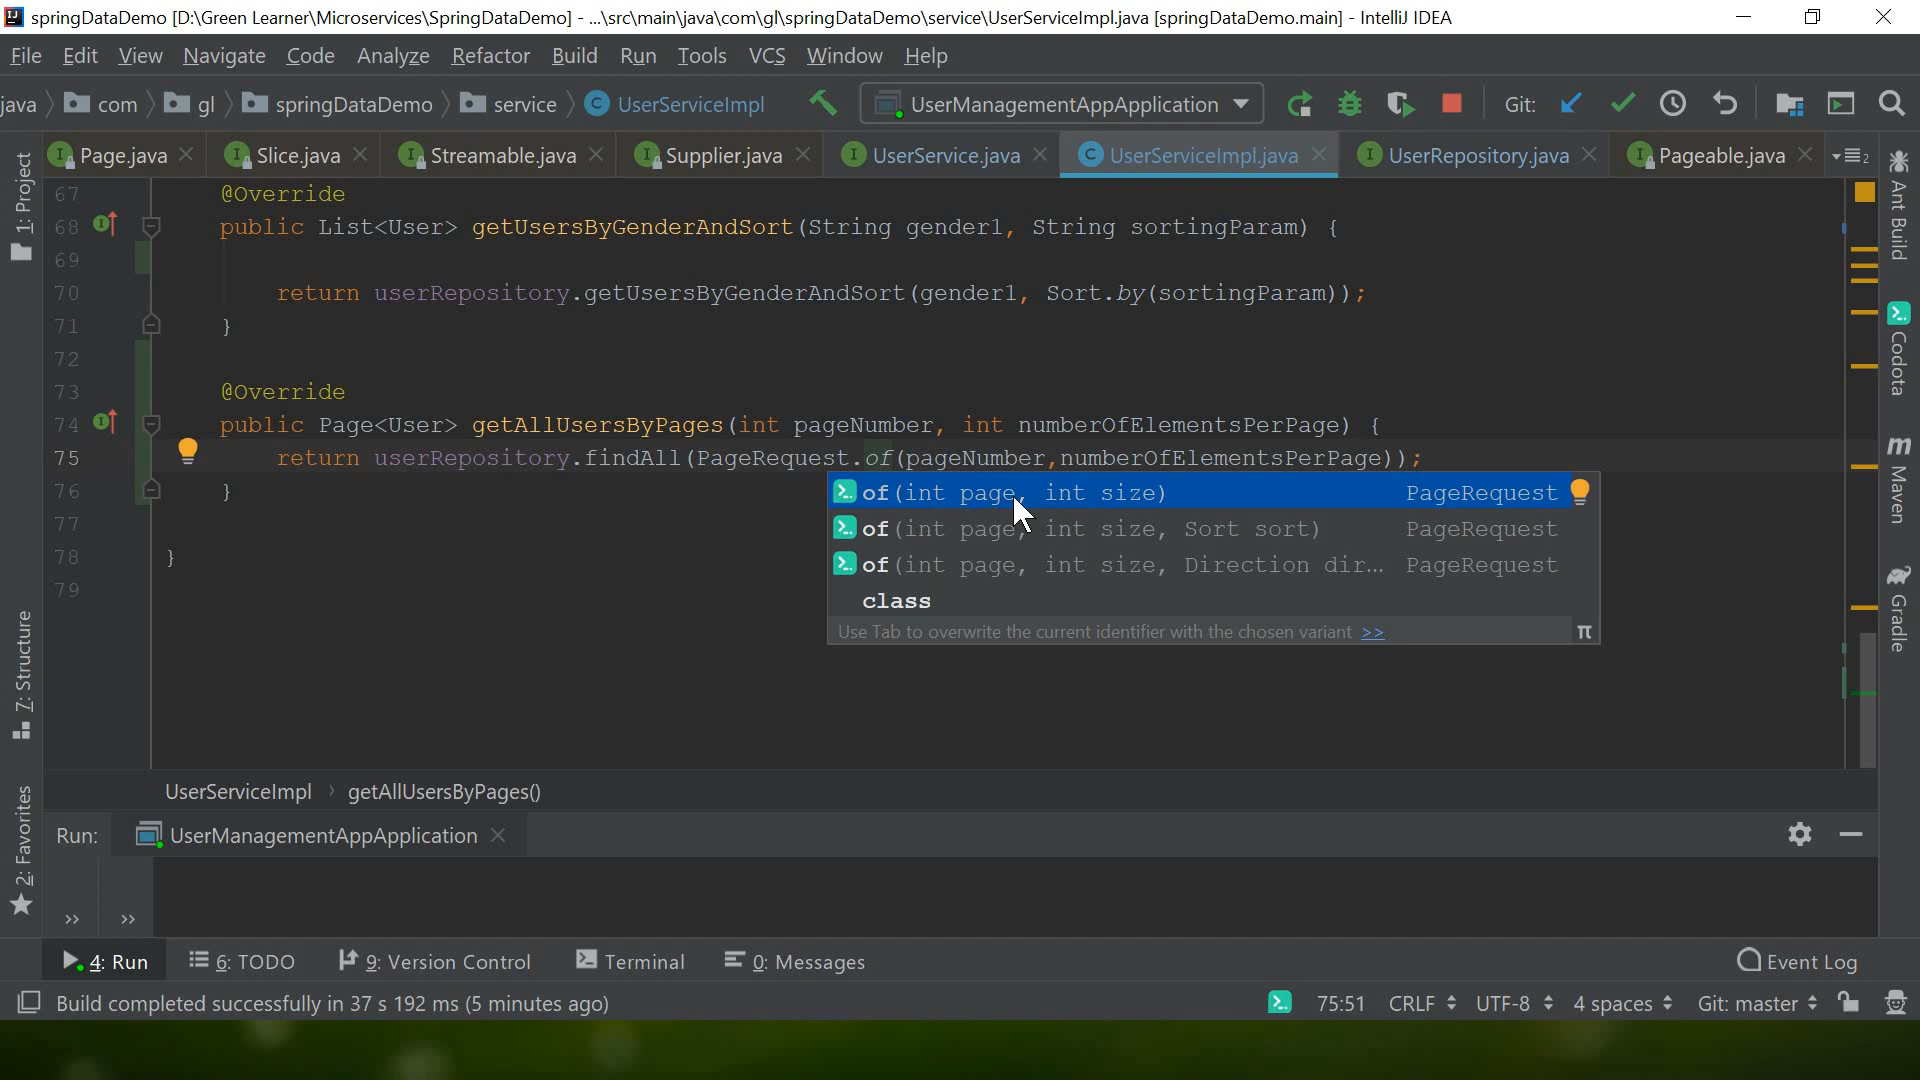 springDataDemo [D:\Green Learner\Microservices\SpringDataDemo] - ...\src\main\java\com\gl\springDataDemo\service\UserServiceImpl.java [springDataDemo.main] - IntelliJ IDEA
File Edit View Navigate Code Analyze Refactor Build Run Tools VCS Window Help
java com gl springDataDemo service UserServiceImpl UserManagementAppApplication Git:
Page.java Slice.java Streamable.java Supplier.java UserService.java UserServiceImpl.java UserRepository.java Pageable.java 2
67 @Override
68 public List<User> getUsersByGenderAndSort(String gender1, String sortingParam) {
69
70 return userRepository.getUsersByGenderAndSort(gender1, Sort.by(sortingParam));
71 }
72
73 @Override
74 public Page<User> getAllUsersByPages(int pageNumber, int numberOfElementsPerPage) {
75 return userRepository.findAll(PageRequest.of(pageNumber,numberOfElementsPerPage));
76 }
77
78 }
79
of(int page, int size) PageRequest
of(int page, int size, Sort sort) PageRequest
of(int page, int size, Direction dir... PageRequest
class
Use Tab to overwrite the current identifier with the chosen variant >> π
1: Project
7: Structure
2: Favorites
Ant Build
Codota
Maven
Gradle
UserServiceImpl › getAllUsersByPages()
Run: UserManagementAppApplication
>> >>
4: Run 6: TODO 9: Version Control Terminal 0: Messages Event Log
Build completed successfully in 37 s 192 ms (5 minutes ago) 75:51 CRLF UTF-8 4 spaces Git: master